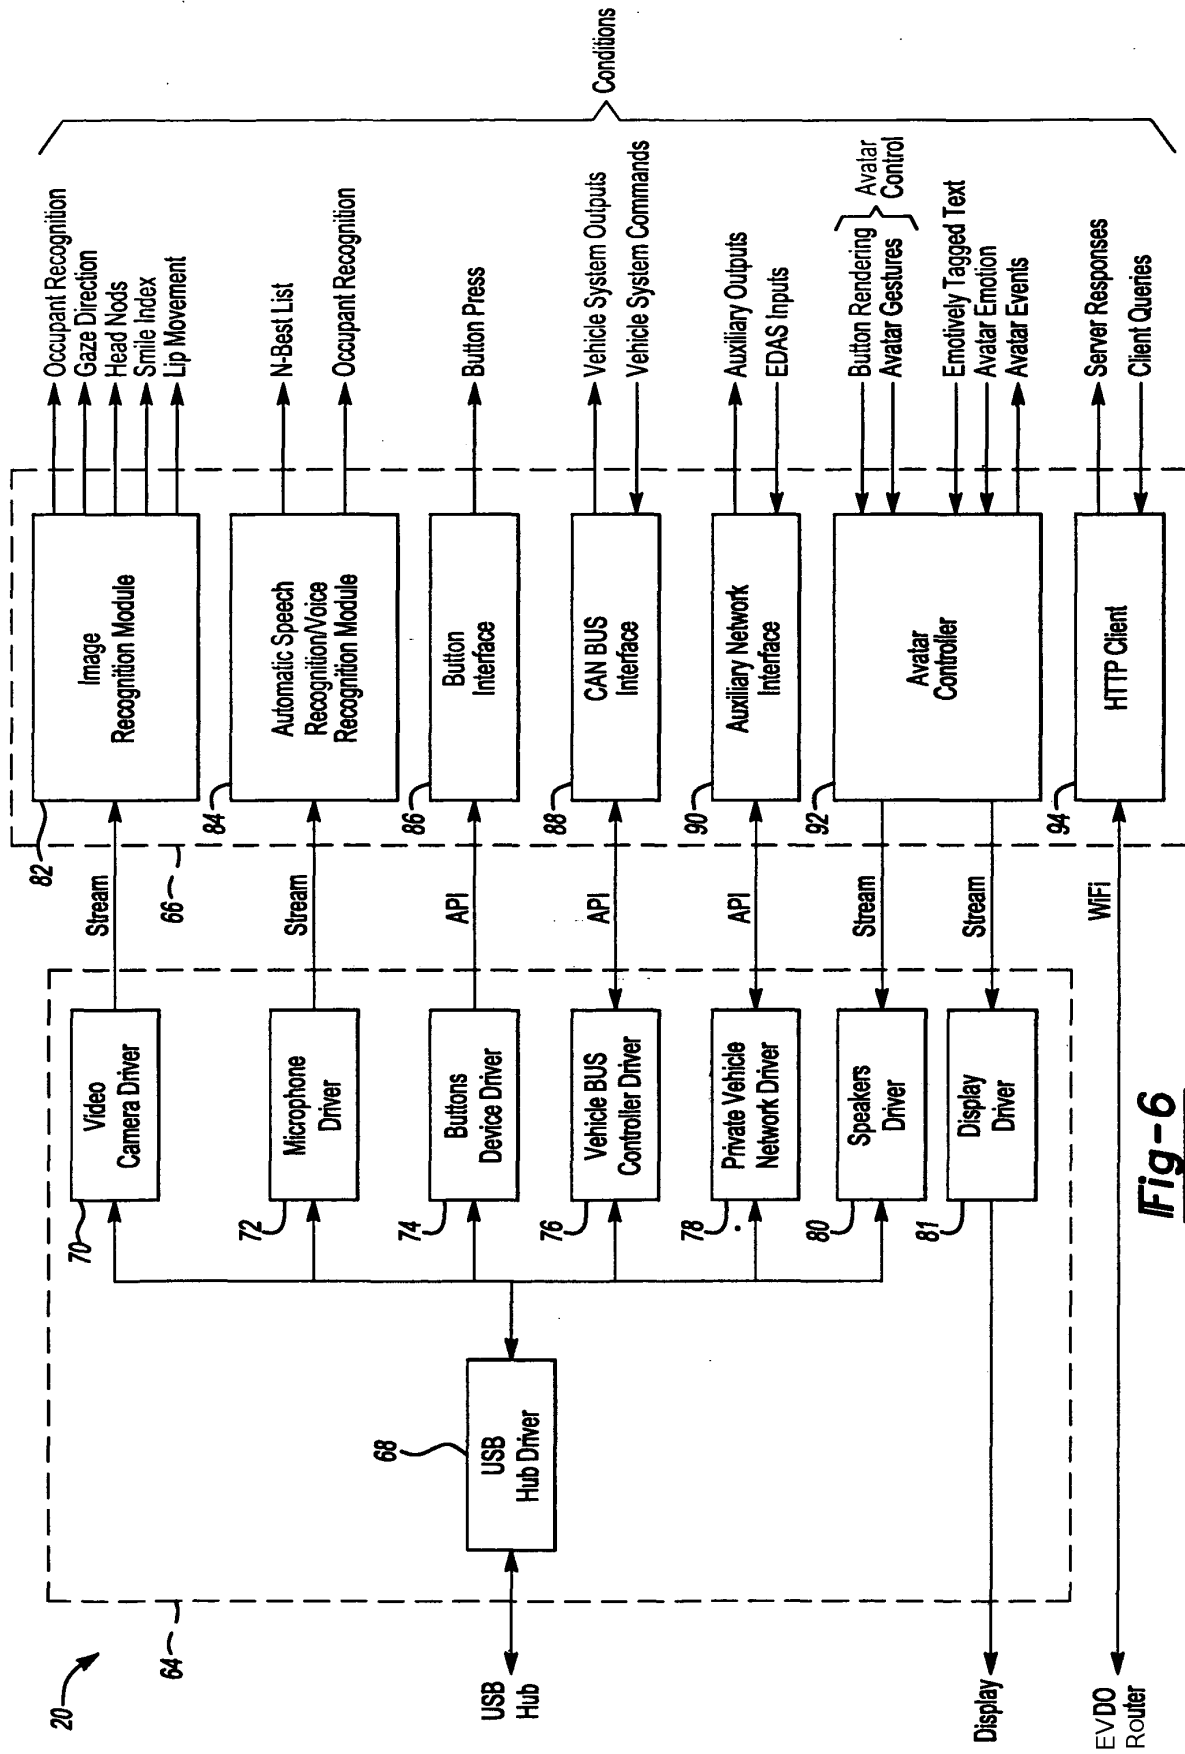 20
64
USB
Hub
Display
EVDO
Router
68
USB
Hub Driver
70
Video
Camera Driver
72
Microphone
Driver
74
Buttons
Device Driver
76
Vehicle BUS
Controller Driver
78
Private Vehicle
Network Driver
80
Speakers
Driver
81
Display
Driver
Stream
Stream
API
API
API
Stream
Stream
WiFi
66
82
Image
Recognition Module
84
Automatic Speech
Recognition/Voice
Recognition Module
86
Button
Interface
88
CAN BUS
Interface
90
Auxiliary Network
Interface
92
Avatar
Controller
94
HTTP Client
Occupant Recognition
Gaze Direction
Head Nods
Smile Index
Lip Movement
N-Best List
Occupant Recognition
Button Press
Vehicle System Outputs
Vehicle System Commands
Auxiliary Outputs
EDAS Inputs
Button Rendering
Avatar Gestures
Avatar
Control
Emotively Tagged Text
Avatar Emotion
Avatar Events
Server Responses
Client Queries
Conditions
Fig-6